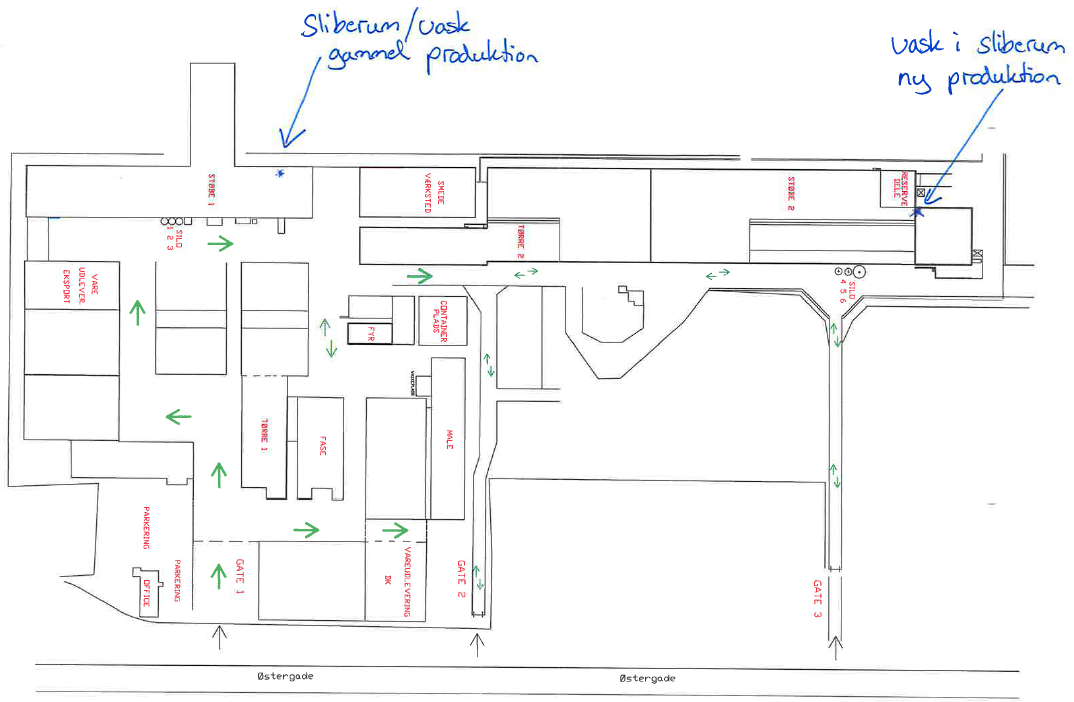 Sliberum/vask
gammel produktion
vask i sliberum
ny produktion
STØBE 1
SMEDE
VÆRKSTED
STØBE 2
RESERVE
DELE
TØRRE 2
SILO
1 2 3
SILO
4 5 6
VARE
UDLEVER.
EKSPORT
FYR
CONTAINER
PLADS
VASKEPLADS
TØRRE 1
FASE
MALE
PARKERING
PARKERING
OFFICE
GATE 1
VAREUDLEVERING
DK
GATE 2
GATE 3
Østergade
Østergade